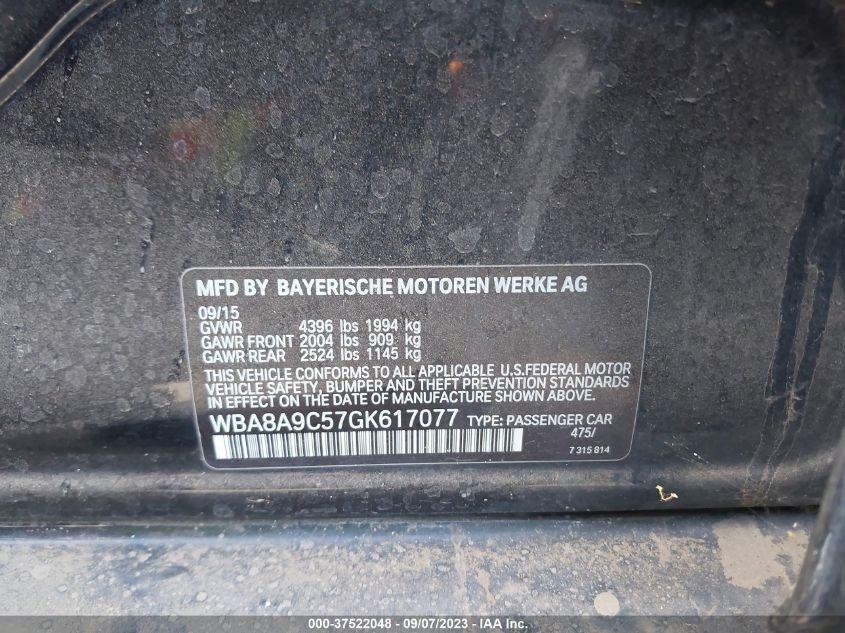 MFD BY BAYERISCHE MOTOREN WERKE AG
09/15
GVWR 4396 lbs 1994 kg
GAWR FRONT 2004 lbs 909 kg
GAWR REAR 2524 lbs 1145 kg
THIS VEHICLE CONFORMS TO ALL APPLICABLE U.S.FEDERAL MOTOR
VEHICLE SAFETY, BUMPER AND THEFT PREVENTION STANDARDS
IN EFFECT ON THE DATE OF MANUFACTURE SHOWN ABOVE.
WBA8A9C57GK617077 TYPE: PASSENGER CAR
475/
7 315 814
000-37522048 - 09/07/2023 - IAA Inc.